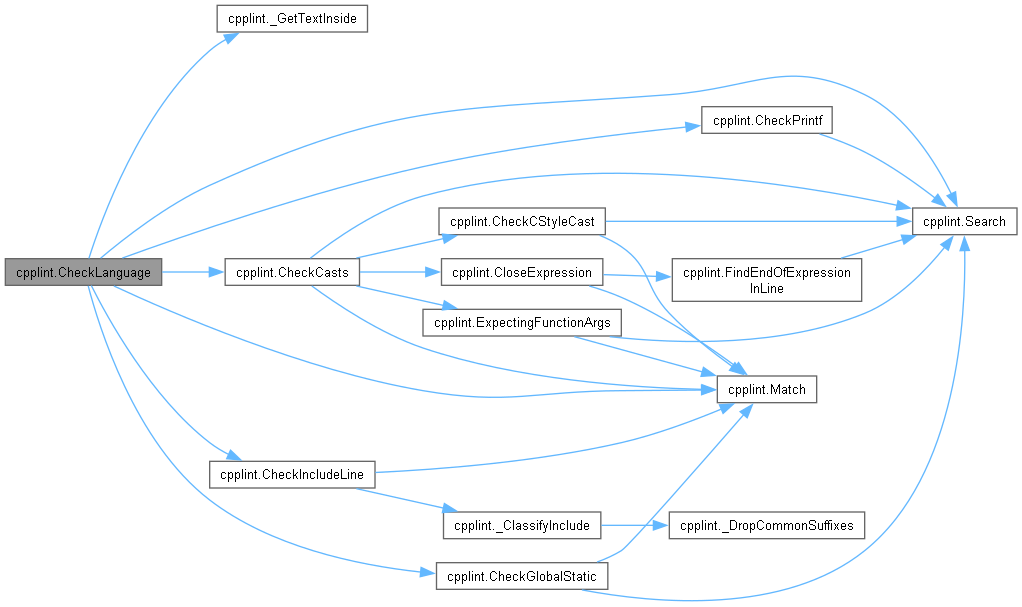 cpplint._GetTextInside
cpplint.CheckPrintf
cpplint.CheckCStyleCast
cpplint.Search
cpplint.CheckLanguage
cpplint.CheckCasts
cpplint.CloseExpression
cpplint.FindEndOfExpression
InLine
cpplint.ExpectingFunctionArgs
cpplint.Match
cpplint.CheckIncludeLine
cpplint._ClassifyInclude
cpplint._DropCommonSuffixes
cpplint.CheckGlobalStatic